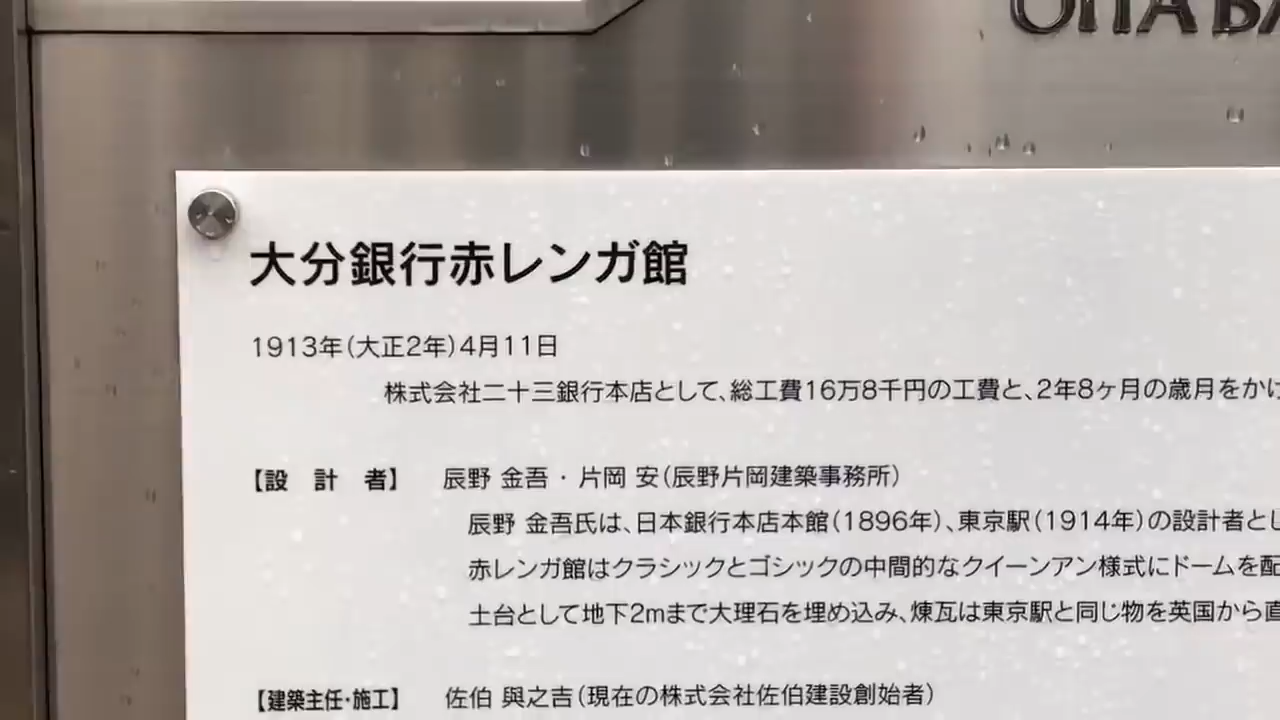 OITA BA
大分銀行赤レンガ館
1913年(大正2年)4月11日
株式会社二十三銀行本店として、総工費16万8千円の工費と、2年8ヶ月の歳月をか
【設 計 者】 辰野 金吾・片岡 安(辰野片岡建築事務所)
辰野 金吾氏は、日本銀行本店本館(1896年)、東京駅(1914年)の設計者とし
赤レンガ館はクラシックとゴシックの中間的なクイーンアン様式にドームを配
土台として地下2mまで大理石を埋め込み、煉瓦は東京駅と同じ物を英国から直
【建築主任・施工】 佐伯 與之吉(現在の株式会社佐伯建設創始者)